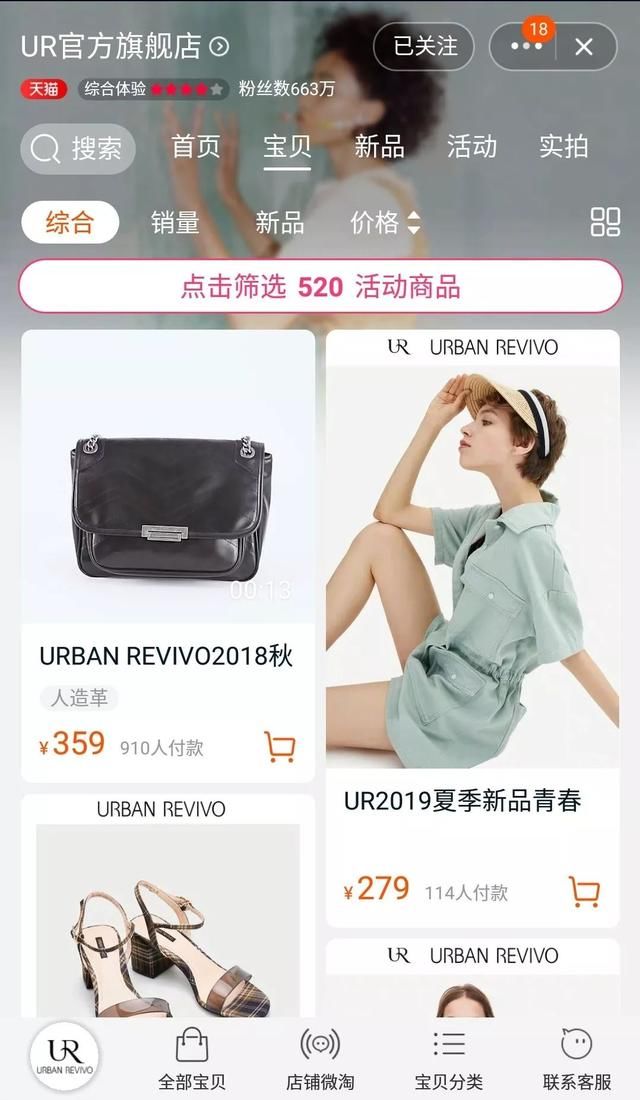 UR官方旗舰店
已关注
18
天猫 综合体验 粉丝数663万
搜索 首页 宝贝 新品 活动 实拍
综合 销量 新品 价格
点击筛选 520 活动商品
00:13
URBAN REVIVO2018秋
人造革
¥359 910人付款
UR URBAN REVIVO
UR2019夏季新品青春
¥279 114人付款
URBAN REVIVO
UR URBAN REVIVO
UR
URBAN REVIVO
全部宝贝 店铺微淘 宝贝分类 联系客服